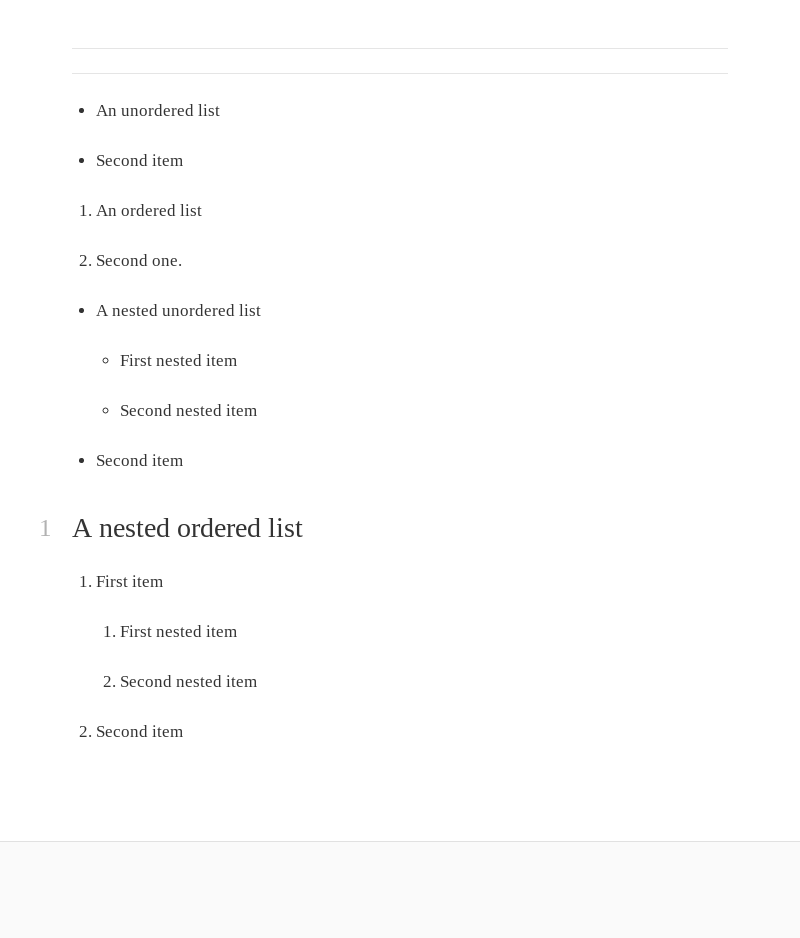 • An unordered list
• Second item
1. An ordered list
2. Second one.
• A nested unordered list
◦ First nested item
◦ Second nested item
• Second item
1 A nested ordered list
1. First item
1. First nested item
2. Second nested item
2. Second item